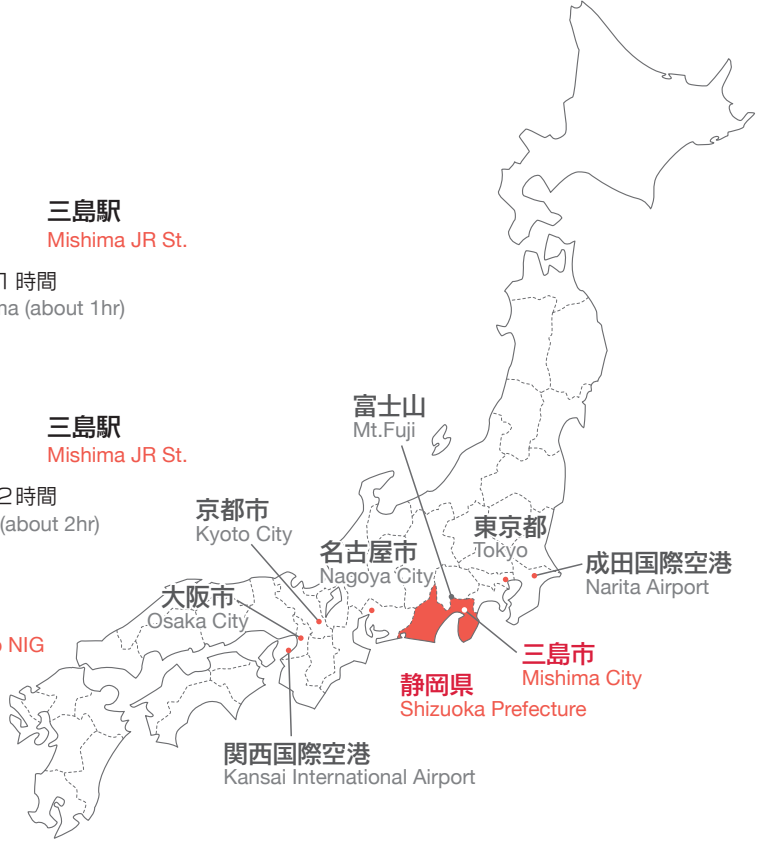 三島駅
Mishima JR St.
1 時間
(about 1hr)
三島駅
Mishima JR St.
2時間
(about 2hr)
NIG
富士山
Mt.Fuji
京都市
Kyoto City
名古屋市
Nagoya City
東京都
Tokyo
成田国際空港
Narita Airport
大阪市
Osaka City
三島市
Mishima City
静岡県
Shizuoka Prefecture
関西国際空港
Kansai International Airport